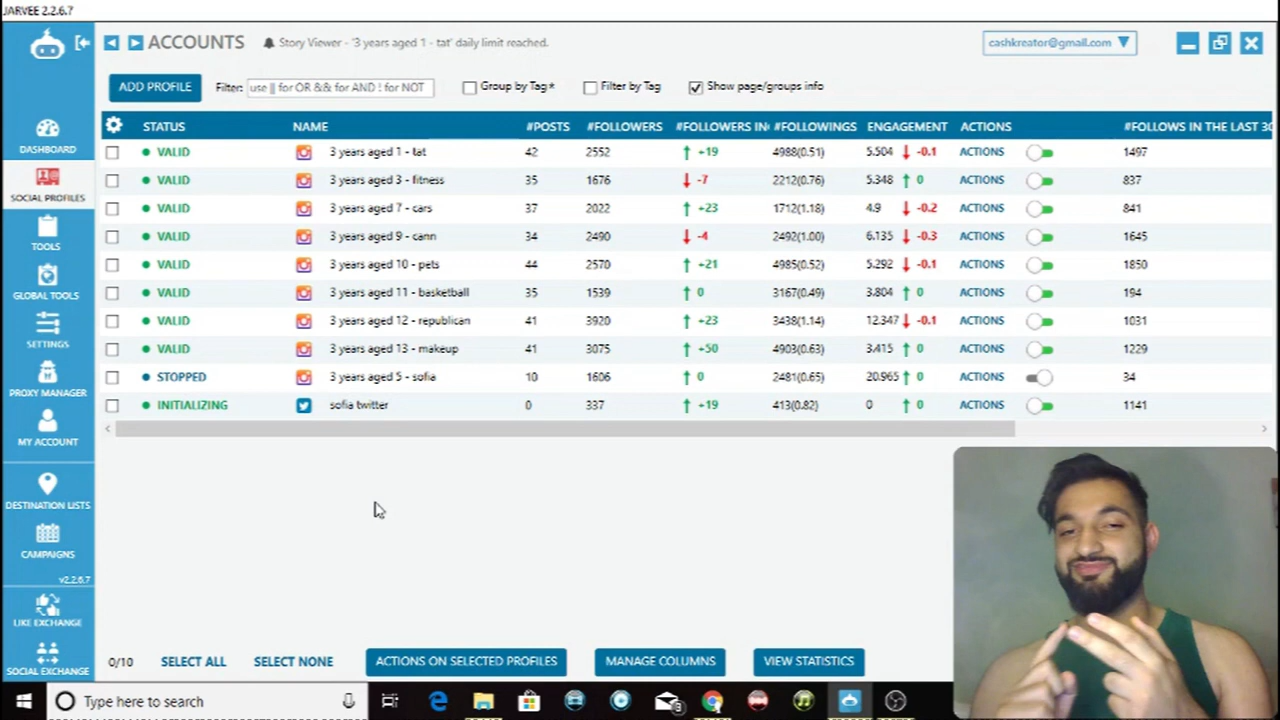 JARVEE 2.2.6.7
ACCOUNTS Story Viewer - '3 years aged 1 - tat' daily limit reached. cashkreator@gmail.com
ADD PROFILE Filter: use || for OR && for AND ! for NOT Group by Tag* Filter by Tag Show page/groups info
STATUS NAME #POSTS #FOLLOWERS #FOLLOWERS IN #FOLLOWINGS ENGAGEMENT ACTIONS #FOLLOWS IN THE LAST 30
VALID 3 years aged 1 - tat 42 2552 +19 4988(0.51) 5.504 -0.1 ACTIONS 1497
VALID 3 years aged 3 - fitness 35 1676 -7 2212(0.76) 5.348 0 ACTIONS 837
VALID 3 years aged 7 - cars 37 2022 +23 1712(1.18) 4.9 -0.2 ACTIONS 841
VALID 3 years aged 9 - cann 34 2490 -4 2492(1.00) 6.135 -0.3 ACTIONS 1645
VALID 3 years aged 10 - pets 44 2570 +21 4985(0.52) 5.292 -0.1 ACTIONS 1850
VALID 3 years aged 11 - basketball 35 1539 0 3167(0.49) 3.804 0 ACTIONS 194
VALID 3 years aged 12 - republican 41 3920 +23 3438(1.14) 12.347 -0.1 ACTIONS 1031
VALID 3 years aged 13 - makeup 41 3075 +50 4903(0.63) 3.415 0 ACTIONS 1229
STOPPED 3 years aged 5 - sofia 10 1606 0 2481(0.65) 20.965 0 ACTIONS 34
INITIALIZING sofia twitter 0 337 +19 413(0.82) 0 0 ACTIONS 1141
DASHBOARD
SOCIAL PROFILES
TOOLS
GLOBAL TOOLS
SETTINGS
PROXY MANAGER
MY ACCOUNT
DESTINATION LISTS
CAMPAIGNS
v2.2.6.7
LIKE EXCHANGE
SOCIAL EXCHANGE
0/10 SELECT ALL SELECT NONE ACTIONS ON SELECTED PROFILES MANAGE COLUMNS VIEW STATISTICS
Type here to search